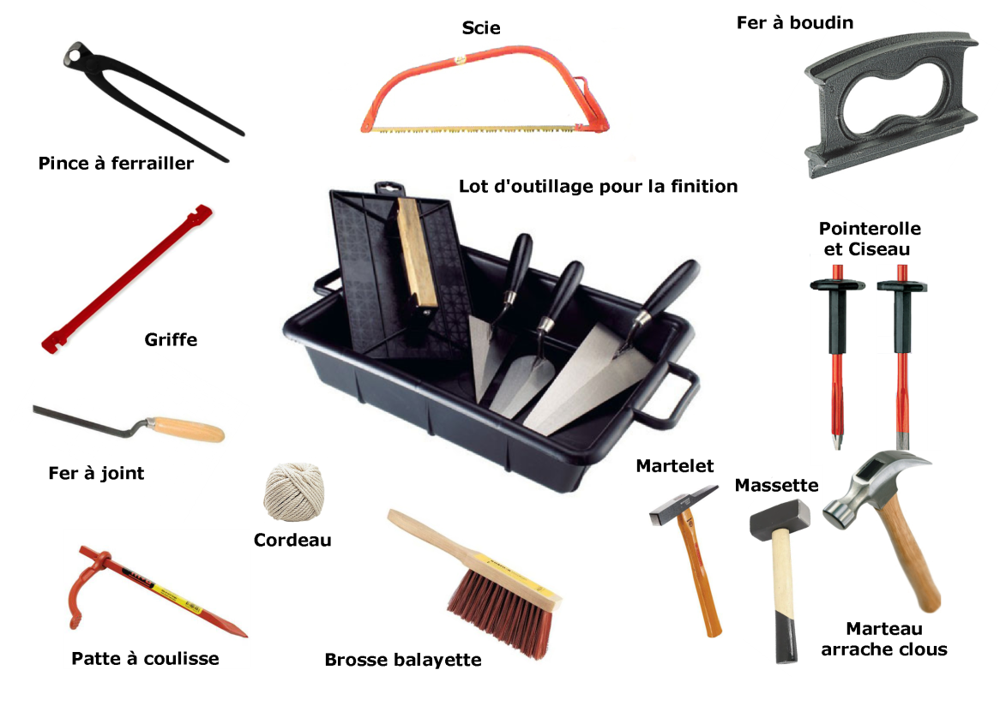 Scie
Fer à boudin
Pince à ferrailler
Lot d'outillage pour la finition
Pointerolle
et Ciseau
Griffe
Fer à joint
Martelet
Massette
Cordeau
Marteau
arrache clous
Patte à coulisse
Brosse balayette